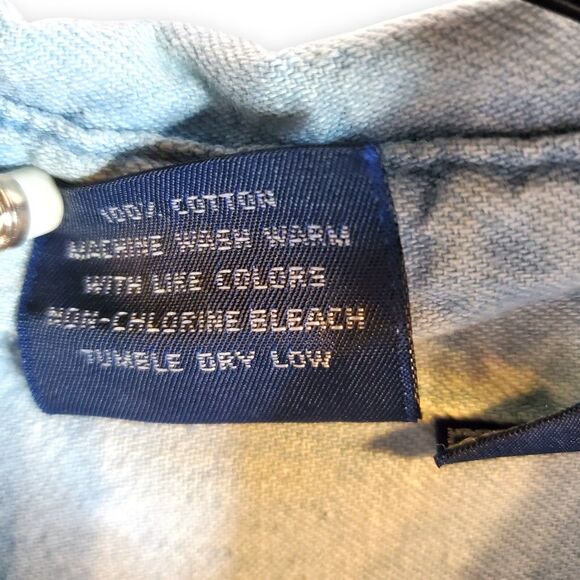 100% COTTON
MACHINE WASH WARM
WITH LIKE COLORS
NON-CHLORINE BLEACH
TUMBLE DRY LOW